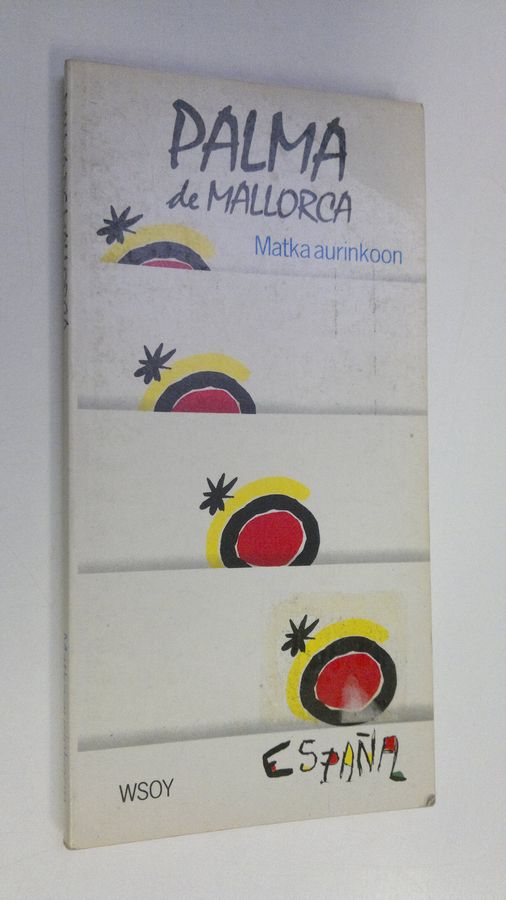 PALMA
de MALLORCA
Matka aurinkoon
ESPAÑA
WSOY